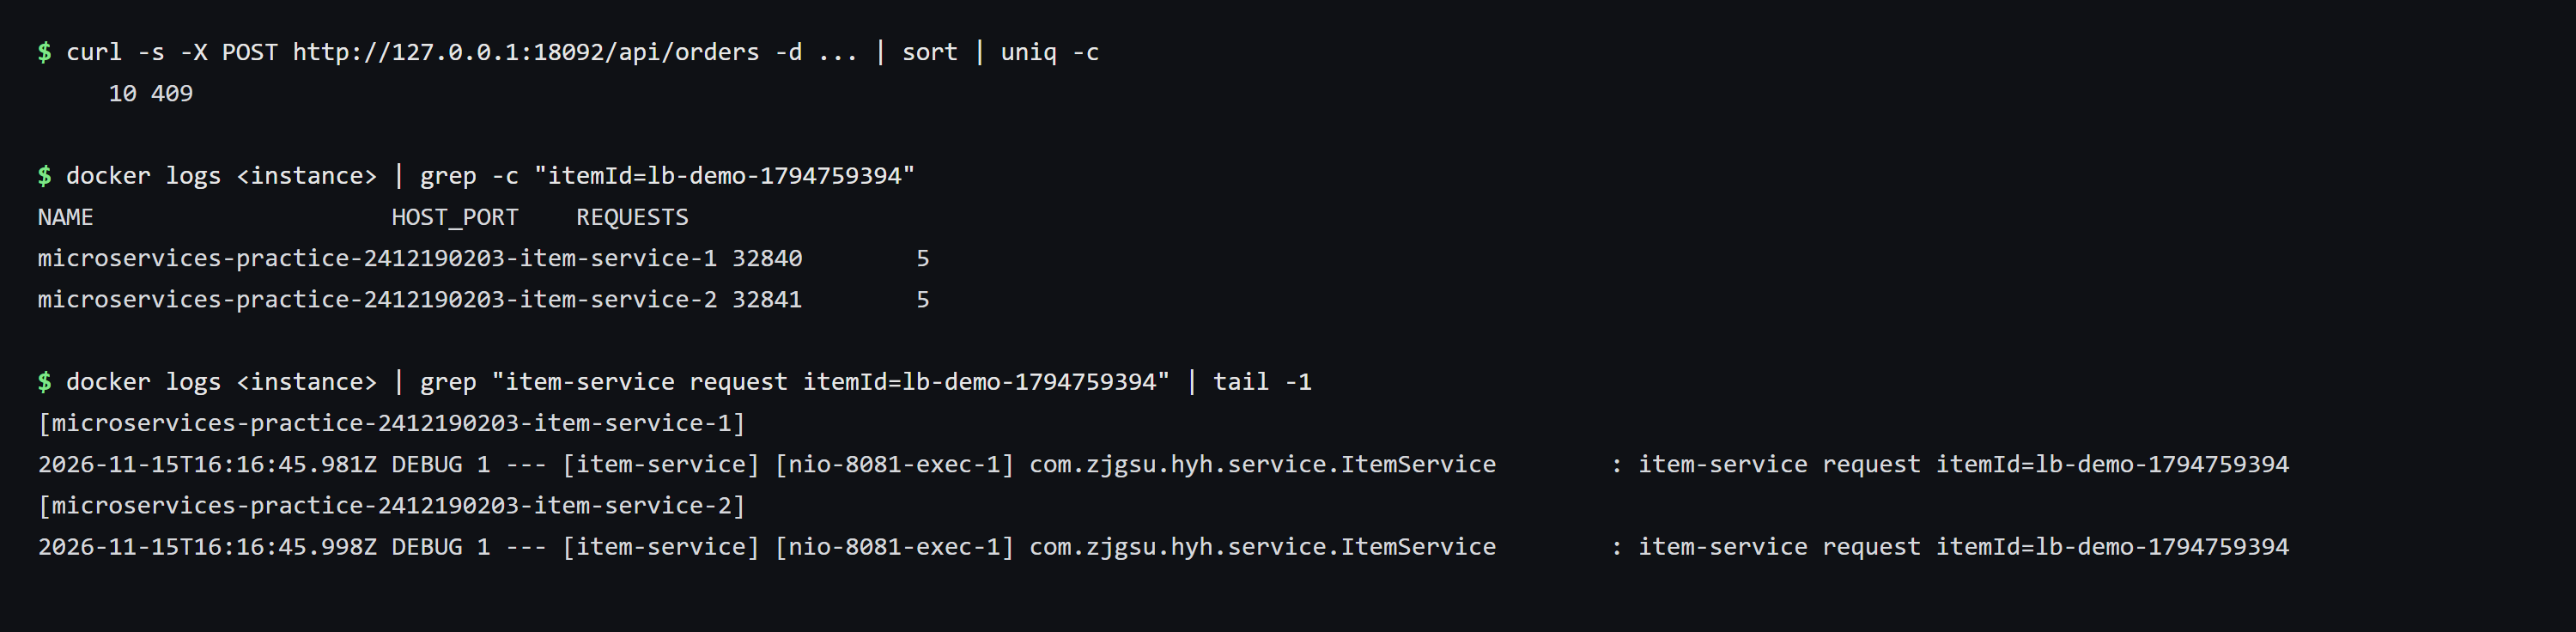 $ curl -s -X POST http://127.0.0.1:18092/api/orders -d ... | sort | uniq -c
     10 409
$ docker logs <instance> | grep -c "itemId=lb-demo-1794759394"
NAME                     HOST_PORT    REQUESTS
microservices-practice-2412190203-item-service-1 32840        5
microservices-practice-2412190203-item-service-2 32841        5
$ docker logs <instance> | grep "item-service request itemId=lb-demo-1794759394" | tail -1
[microservices-practice-2412190203-item-service-1]
2026-11-15T16:16:45.981Z DEBUG 1 --- [item-service] [nio-8081-exec-1] com.zjgsu.hyh.service.ItemService        : item-service request itemId=lb-demo-1794759394
[microservices-practice-2412190203-item-service-2]
2026-11-15T16:16:45.998Z DEBUG 1 --- [item-service] [nio-8081-exec-1] com.zjgsu.hyh.service.ItemService        : item-service request itemId=lb-demo-1794759394